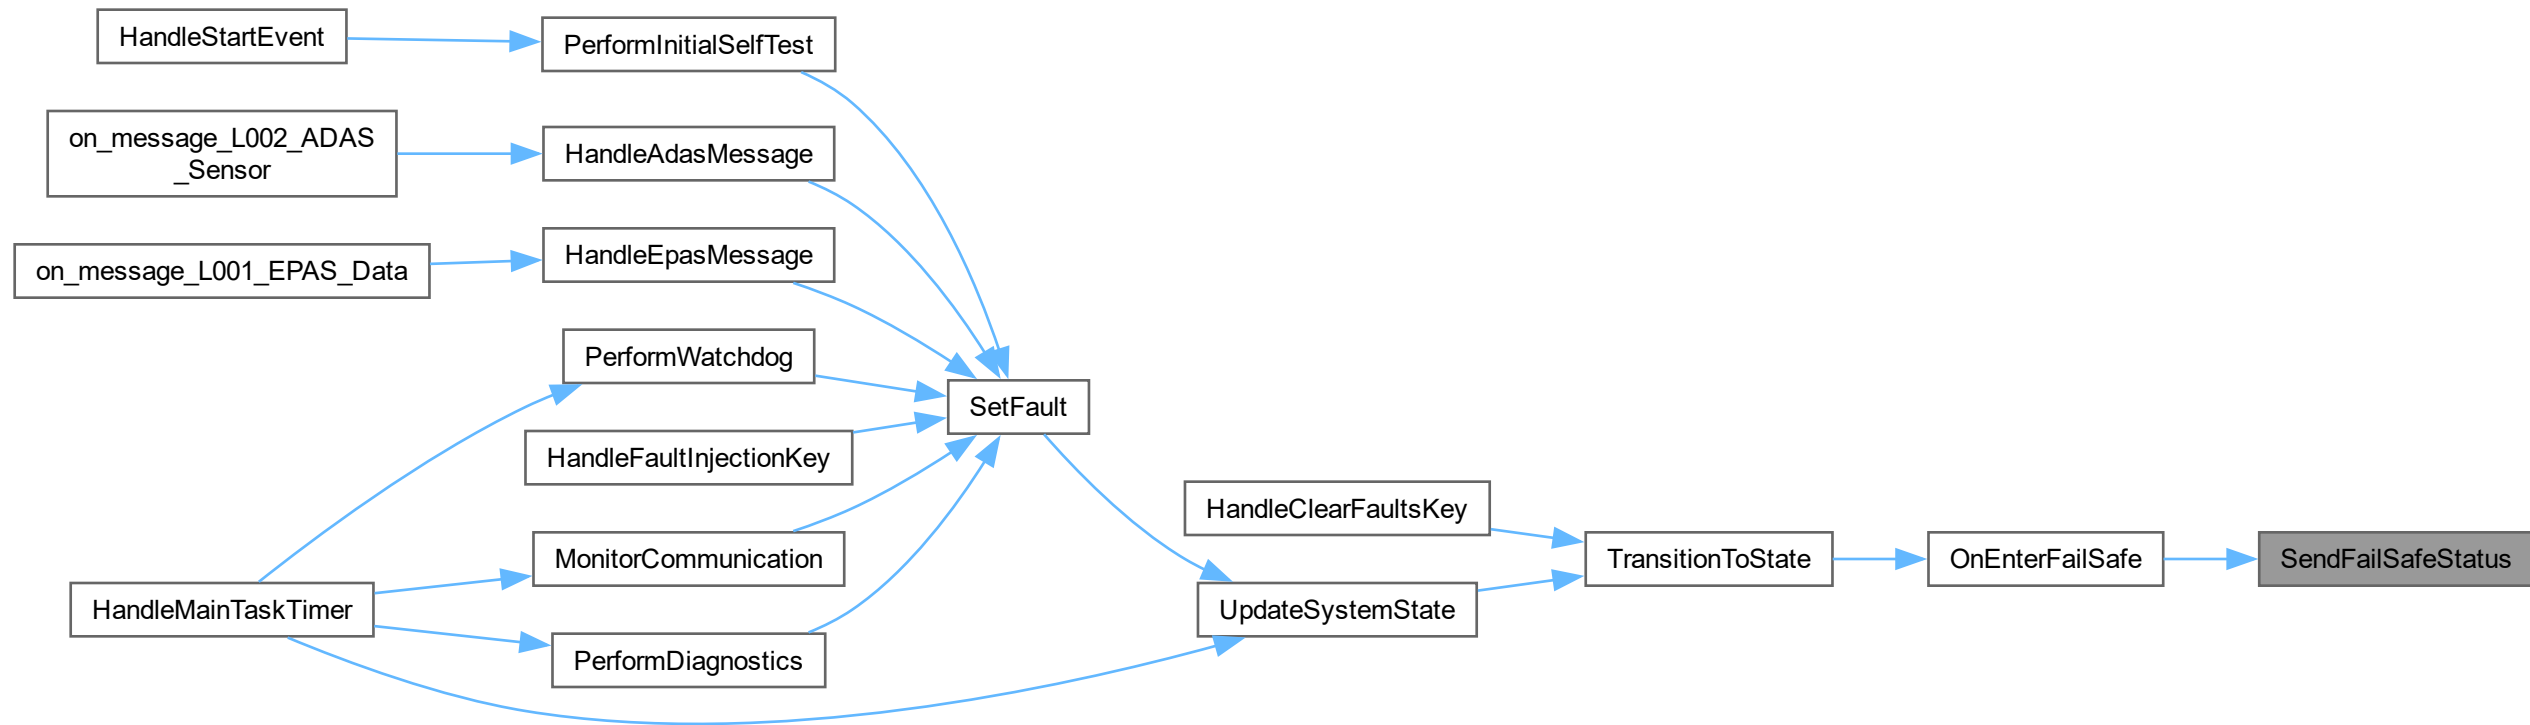 HandleStartEvent
PerformInitialSelfTest
on_message_L002_ADAS
_Sensor
HandleAdasMessage
on_message_L001_EPAS_Data
HandleEpasMessage
PerformWatchdog
SetFault
HandleFaultInjectionKey
HandleClearFaultsKey
MonitorCommunication
TransitionToState
OnEnterFailSafe
SendFailSafeStatus
HandleMainTaskTimer
UpdateSystemState
PerformDiagnostics